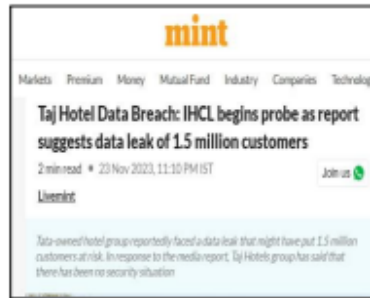 mint
Markets Premium Money Mutual Fund Industry Companies Technolog
Taj Hotel Data Breach: IHCL begins probe as report
suggests data leak of 1.5 million customers
2 min read • 23 Nov 2023, 11:10 PM IST
Join us
Livemint
Tata-owned hotel group reportedly faced a data leak that might have put 1.5 million
customers at risk. In response to the media report, Taj Hotels group has said that
there has been no security situation